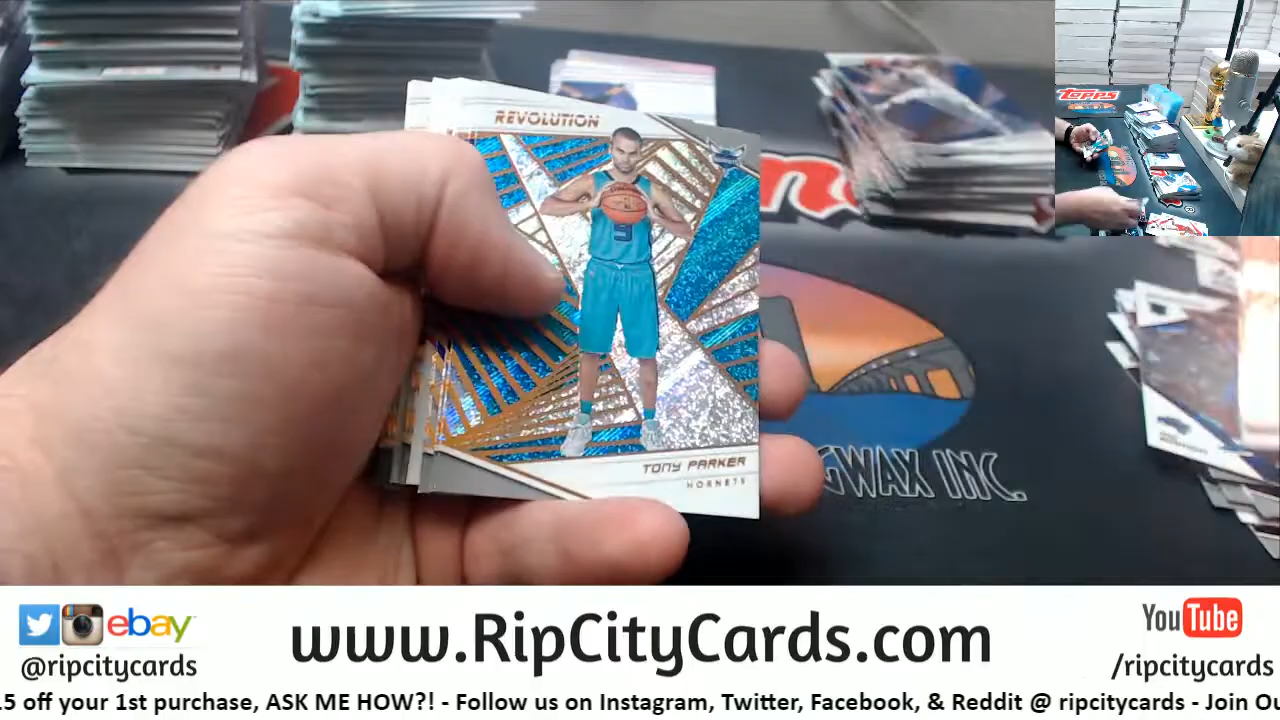 REVOLUTION
TONY PARKER
HORNETS
TOPPS
GWAX INC.
ebay
@ripcitycards
www.RipCityCards.com
YouTube
/ripcitycards
.5 off your 1st purchase, ASK ME HOW?! - Follow us on Instagram, Twitter, Facebook, & Reddit @ ripcitycards - Join Ou